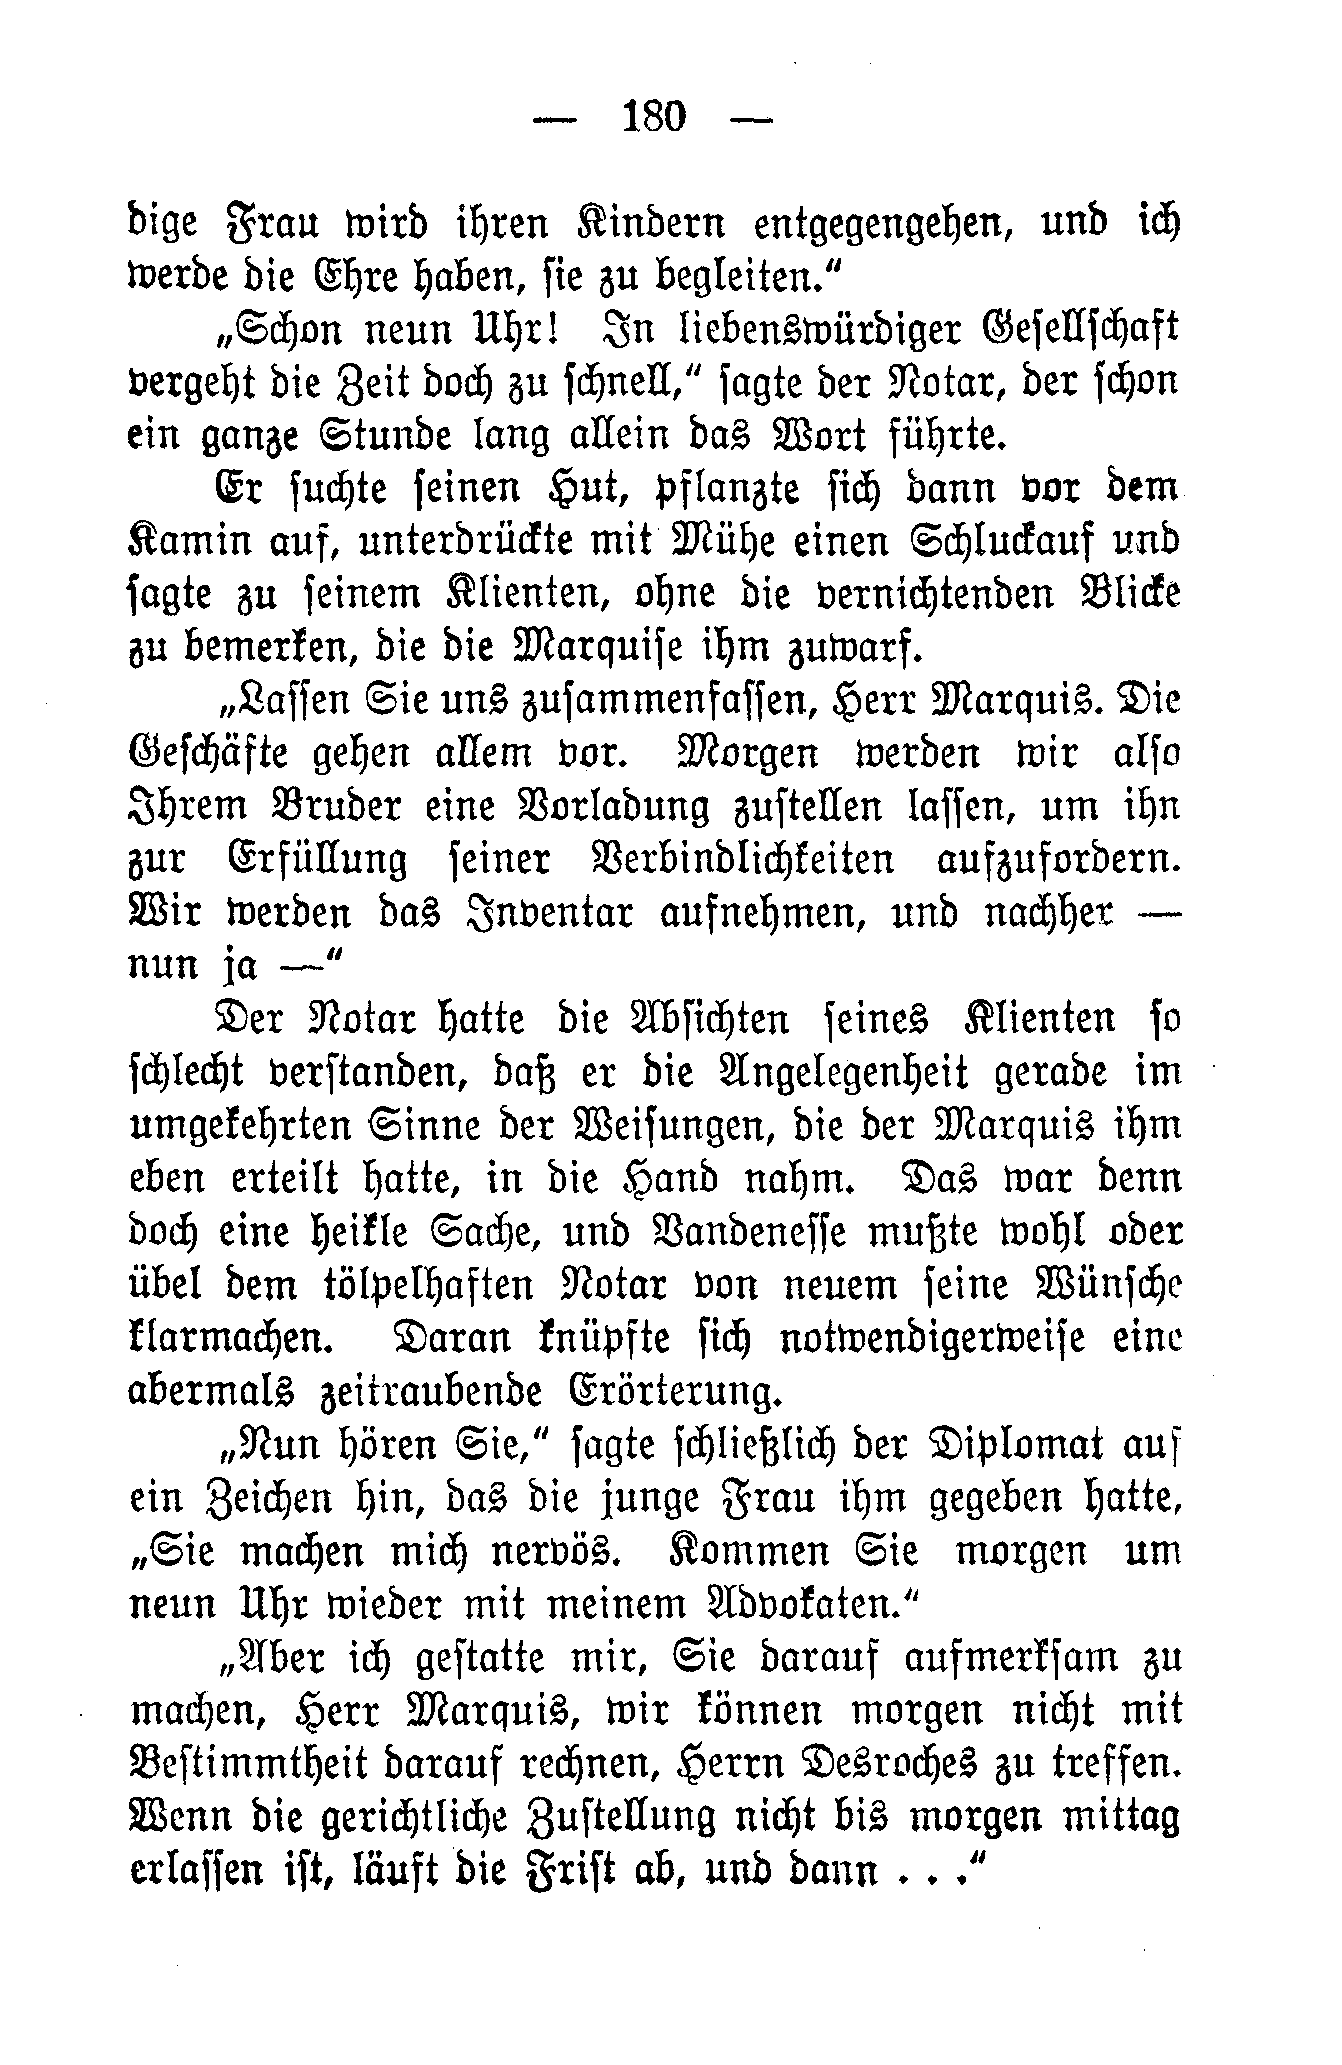 — 180 —
dige Frau wird ihren Kindern entgegengehen, und ich
werde die Ehre haben, sie zu begleiten.“
„Schon neun Uhr! In liebenswürdiger Gesellschaft
vergeht die Zeit doch zu schnell,“ sagte der Notar, der schon
ein ganze Stunde lang allein das Wort führte.
Er suchte seinen Hut, pflanzte sich dann vor dem
Kamin auf, unterdrückte mit Mühe einen Schluckauf und
sagte zu seinem Klienten, ohne die vernichtenden Blicke
zu bemerken, die die Marquise ihm zuwarf.
„Lassen Sie uns zusammenfassen, Herr Marquis. Die
Geschäfte gehen allem vor. Morgen werden wir also
Ihrem Bruder eine Vorladung zustellen lassen, um ihn
zur Erfüllung seiner Verbindlichkeiten aufzufordern.
Wir werden das Inventar aufnehmen, und nachher —
nun ja —“
Der Notar hatte die Absichten seines Klienten so
schlecht verstanden, daß er die Angelegenheit gerade im
umgekehrten Sinne der Weisungen, die der Marquis ihm
eben erteilt hatte, in die Hand nahm. Das war denn
doch eine heikle Sache, und Vandenesse mußte wohl oder
übel dem tölpelhaften Notar von neuem seine Wünsche
klarmachen. Daran knüpfte sich notwendigerweise eine
abermals zeitraubende Erörterung.
„Nun hören Sie,“ sagte schließlich der Diplomat auf
ein Zeichen hin, das die junge Frau ihm gegeben hatte,
„Sie machen mich nervös. Kommen Sie morgen um
neun Uhr wieder mit meinem Advokaten.“
„Aber ich gestatte mir, Sie darauf aufmerksam zu
machen, Herr Marquis, wir können morgen nicht mit
Bestimmtheit darauf rechnen, Herrn Desroches zu treffen.
Wenn die gerichtliche Zustellung nicht bis morgen mittag
erlassen ist, läuft die Frist ab, und dann . . .“